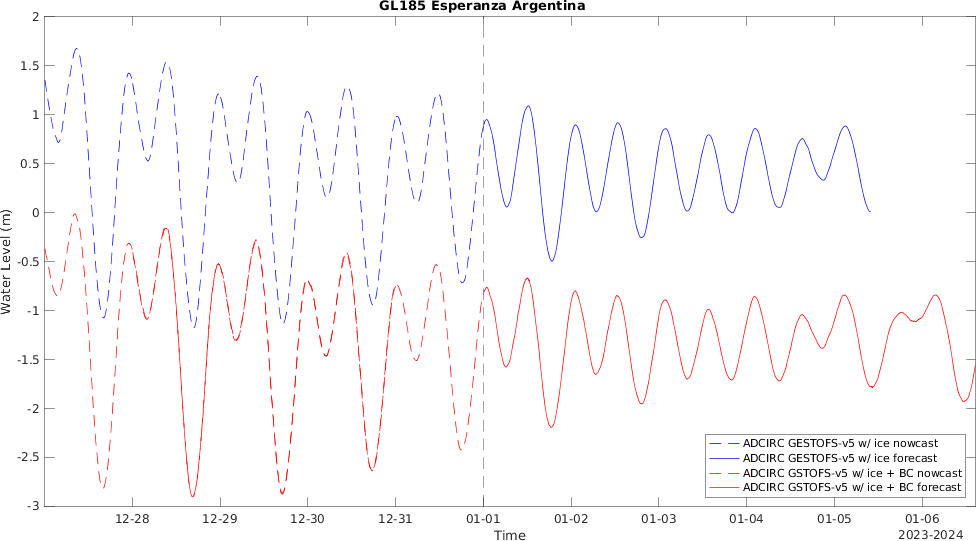 GL185 Esperanza Argentina
2
1.5
1
0.5
0
-0.5
-1
-1.5
-2
-2.5
-3
Water Level (m)
ADCIRC GESTOFS-v5 w/ ice nowcast
ADCIRC GESTOFS-v5 w/ ice forecast
ADCIRC GSTOFS-v5 w/ ice + BC nowcast
ADCIRC GSTOFS-v5 w/ ice + BC forecast
12-28 12-29 12-30 12-31 01-01 01-02 01-03 01-04 01-05 01-06
Time
2023-2024